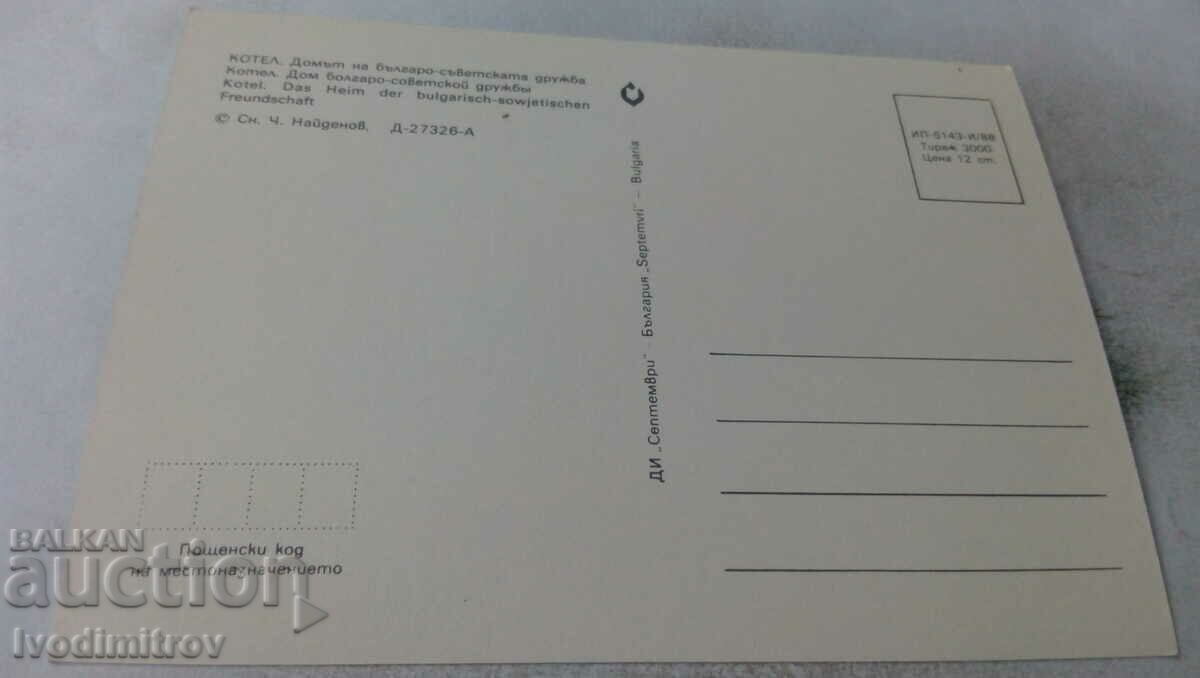 КОТЕЛ. Домът на българо-съветската дружба
Котел. Дом болгаро-советской дружбы
Kotel. Das Heim der bulgarisch-sowjetischen
Freundschaft
© Сн. Ч. Найденов, Д-27326-А
ДИ „Септември" – България „Septemvri" – Bulgaria
ИП-5143-И/88
Тираж 3000
Цена 12 ст.
Пощенски код
на местоназначението
BALKAN
auction
Ivodimitrov